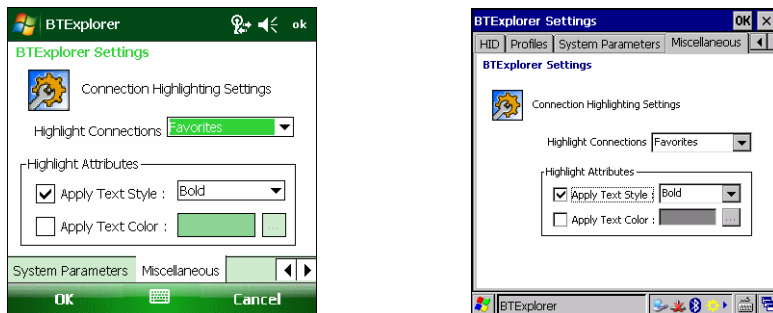 BTExplorer ok
BTExplorer Settings
Connection Highlighting Settings
Highlight Connections Favorites
Highlight Attributes
Apply Text Style : Bold
Apply Text Color : ...
System Parameters Miscellaneous
OK Cancel
BTExplorer Settings OK ×
HID Profiles System Parameters Miscellaneous
BTExplorer Settings
Connection Highlighting Settings
Highlight Connections Favorites
Highlight Attributes
Apply Text Style : Bold
Apply Text Color : ...
BTExplorer